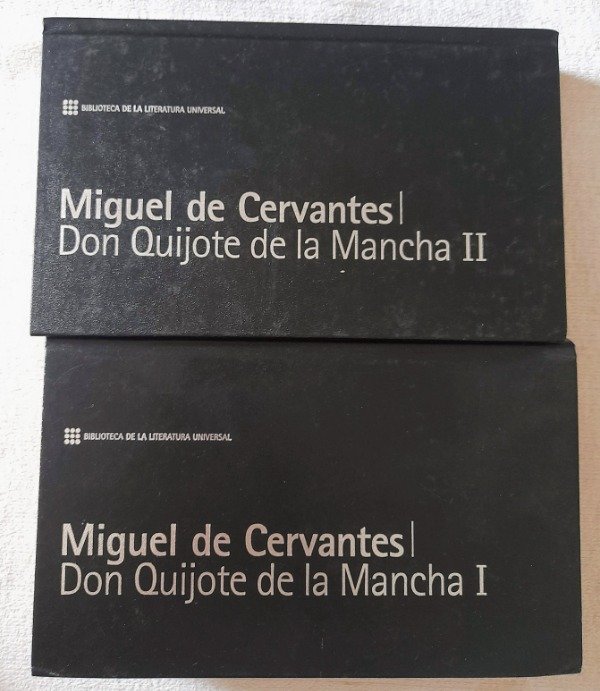 BIBLIOTECA DE LA LITERATURA UNIVERSAL
Miguel de Cervantes|
Don Quijote de la Mancha II
BIBLIOTECA DE LA LITERATURA UNIVERSAL
Miguel de Cervantes|
Don Quijote de la Mancha I